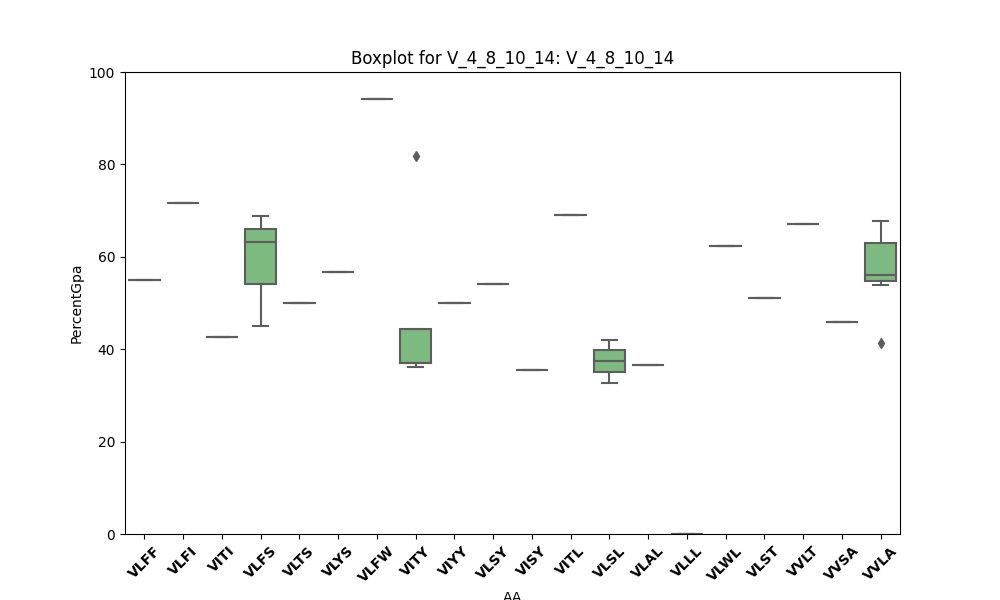 Boxplot for V_4_8_10_14: V_4_8_10_14
100
80
60
40
20
0
PercentGpa
VLFF
VLFI
VITI
VLFS
VLTS
VLYS
VLFW
VITY
VIYY
VLSY
VISY
VITL
VLSL
VLAL
VLLL
VLWL
VLST
VVLT
VVSA
VVLA
AA